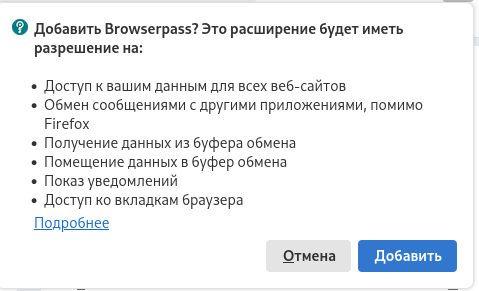 Добавить Browserpass? Это расширение будет иметь
разрешение на:
• Доступ к вашим данным для всех веб-сайтов
• Обмен сообщениями с другими приложениями, помимо
Firefox
• Получение данных из буфера обмена
• Помещение данных в буфер обмена
• Показ уведомлений
• Доступ ко вкладкам браузера
Подробнее
Отмена
Добавить